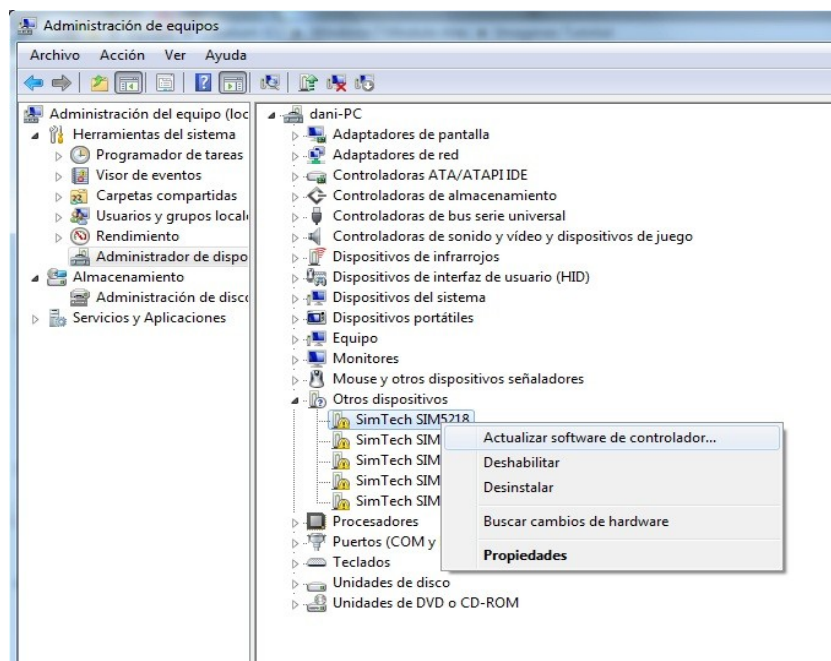 Administración de equipos
Archivo Acción Ver Ayuda
Administración del equipo (loc
Herramientas del sistema
Programador de tareas
Visor de eventos
Carpetas compartidas
Usuarios y grupos local
Rendimiento
Administrador de dispo
Almacenamiento
Administración de disc
Servicios y Aplicaciones
dani-PC
Adaptadores de pantalla
Adaptadores de red
Controladoras ATA/ATAPI IDE
Controladoras de almacenamiento
Controladoras de bus serie universal
Controladoras de sonido y vídeo y dispositivos de juego
Dispositivos de infrarrojos
Dispositivos de interfaz de usuario (HID)
Dispositivos del sistema
Dispositivos portátiles
Equipo
Monitores
Mouse y otros dispositivos señaladores
Otros dispositivos
SimTech SIM5218
SimTech SIM
SimTech SIM
SimTech SIM
SimTech SIM
Procesadores
Puertos (COM y
Teclados
Unidades de disco
Unidades de DVD o CD-ROM
Actualizar software de controlador...
Deshabilitar
Desinstalar
Buscar cambios de hardware
Propiedades